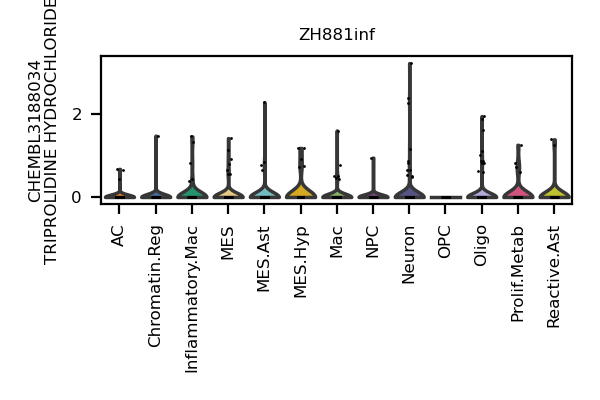 ZH881inf
CHEMBL3188034
TRIPROLIDINE HYDROCHLORIDE
2
0
AC
Chromatin.Reg
Inflammatory.Mac
MES
MES.Ast
MES.Hyp
Mac
NPC
Neuron
OPC
Oligo
Prolif.Metab
Reactive.Ast